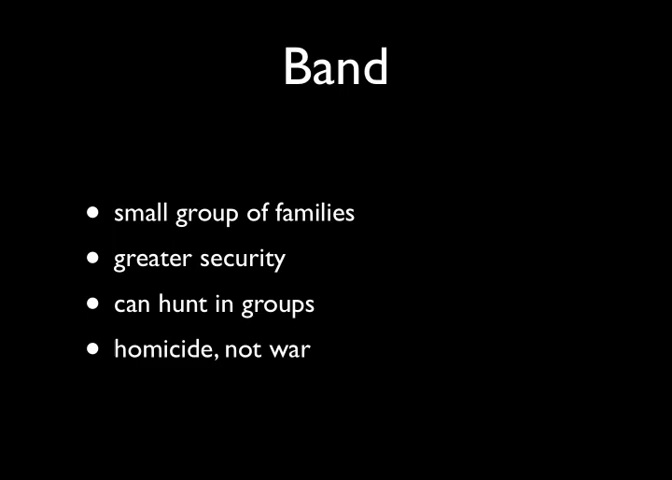 Band
• small group of families
• greater security
• can hunt in groups
• homicide, not war